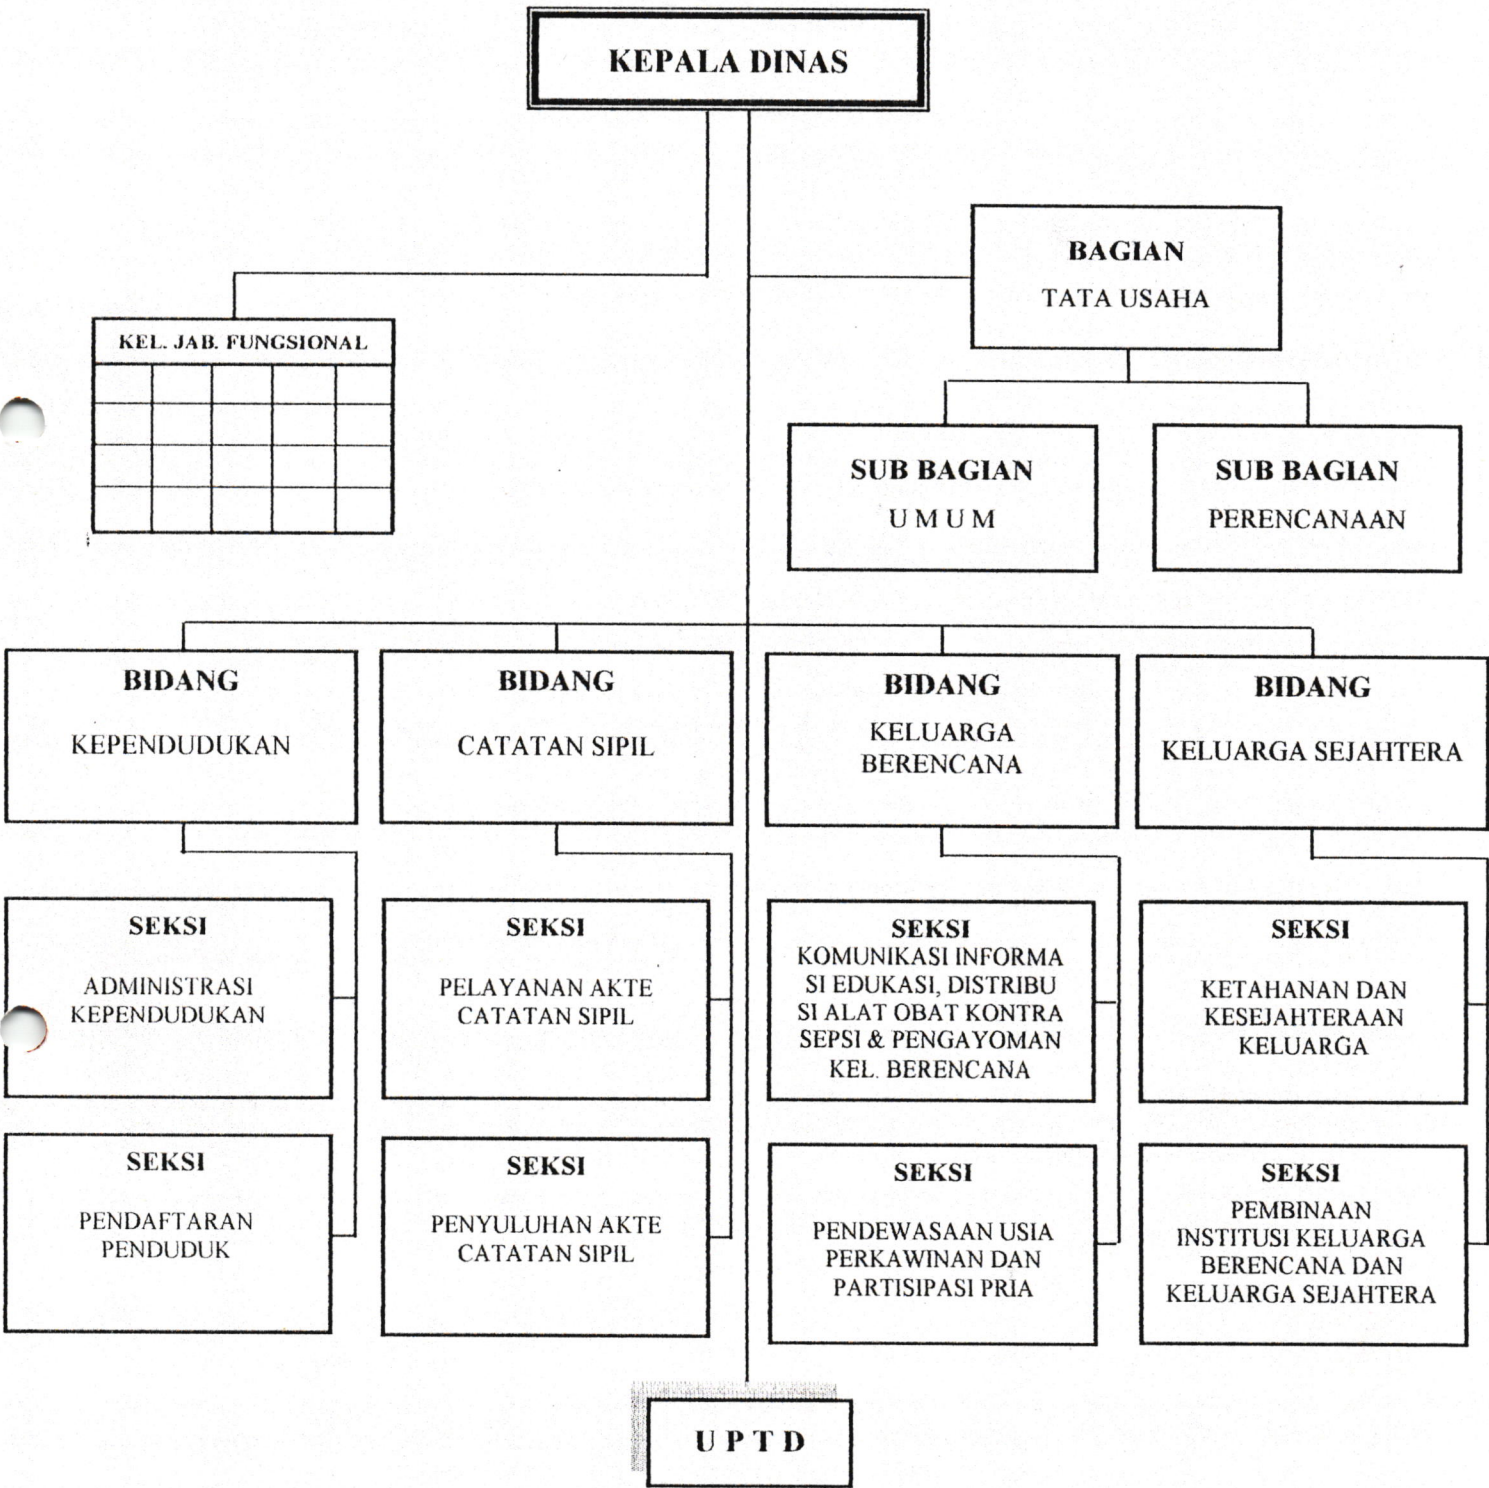 KEPALA DINAS
BAGIAN
TATA USAHA
KEL. JAB. FUNGSIONAL
SUB BAGIAN
U M U M
SUB BAGIAN
PERENCANAAN
BIDANG
KEPENDUDUKAN
BIDANG
CATATAN SIPIL
BIDANG
KELUARGA
BERENCANA
BIDANG
KELUARGA SEJAHTERA
SEKSI
ADMINISTRASI
KEPENDUDUKAN
SEKSI
PELAYANAN AKTE
CATATAN SIPIL
SEKSI
KOMUNIKASI INFORMA
SI EDUKASI, DISTRIBU
SI ALAT OBAT KONTRA
SEPSI & PENGAYOMAN
KEL. BERENCANA
SEKSI
KETAHANAN DAN
KESEJAHTERAAN
KELUARGA
SEKSI
PENDAFTARAN
PENDUDUK
SEKSI
PENYULUHAN AKTE
CATATAN SIPIL
SEKSI
PENDEWASAAN USIA
PERKAWINAN DAN
PARTISIPASI PRIA
SEKSI
PEMBINAAN
INSTITUSI KELUARGA
BERENCANA DAN
KELUARGA SEJAHTERA
U P T D